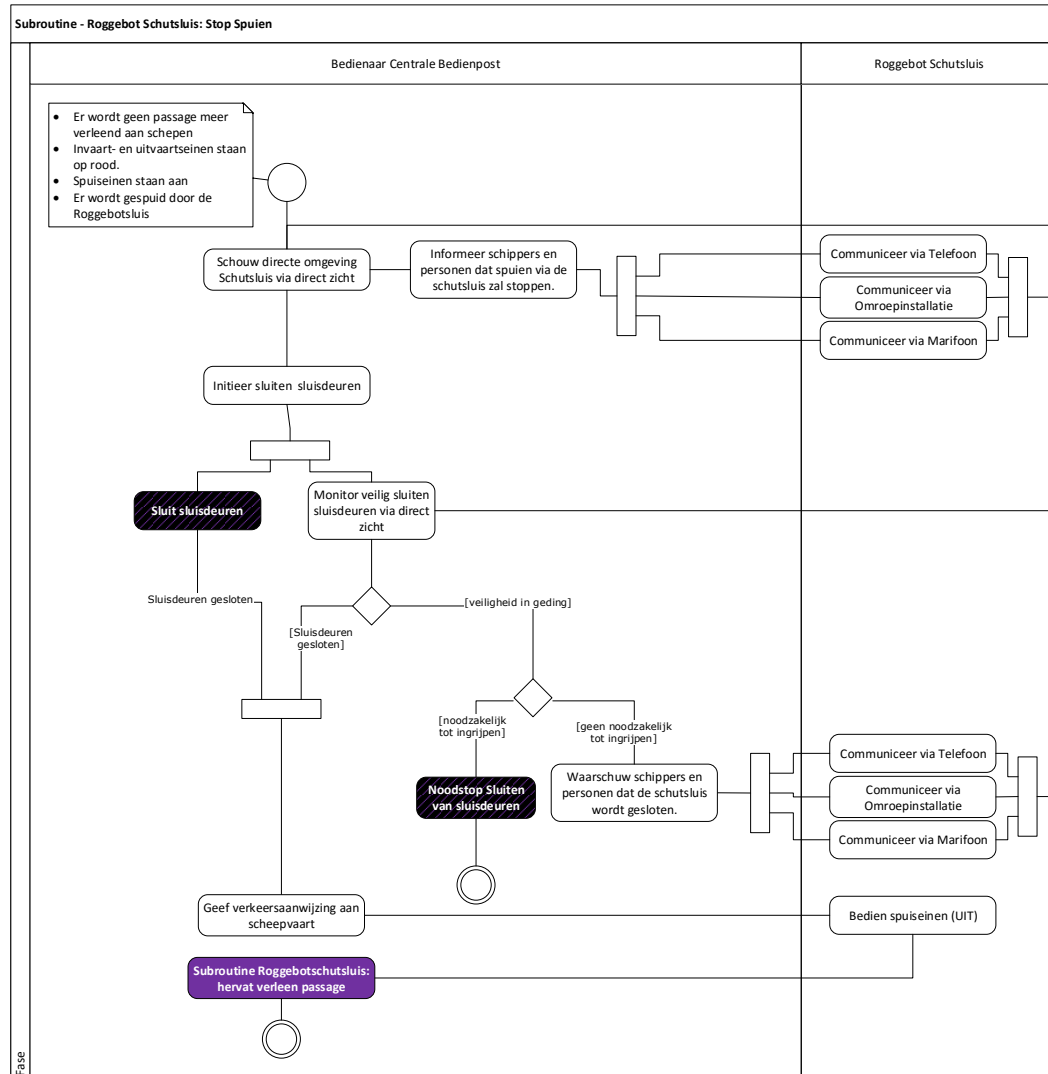 Subroutine - Roggebot Schutsluis: Stop Spuien
Bedienaar Centrale Bedienpost
Roggebot Schutsluis
• Er wordt geen passage meer
verleend aan schepen
• Invaart- en uitvaartseinen staan
op rood.
• Spuiseinen staan aan
• Er wordt gespuid door de
Roggebotsluis
Schouw directe omgeving
Schutsluis via direct zicht
Informeer schippers en
personen dat spuien via de
schutsluis zal stoppen.
Communiceer via Telefoon
Communiceer via
Omroepinstallatie
Communiceer via Marifoon
Initieer sluiten sluisdeuren
Sluit sluisdeuren
Monitor veilig sluiten
sluisdeuren via direct
zicht
Sluisdeuren gesloten
[Sluisdeuren
gesloten]
[veiligheid in geding]
[noodzakelijk
tot ingrijpen]
[geen noodzakelijk
tot ingrijpen]
Noodstop Sluiten
van sluisdeuren
Waarschuw schippers en
personen dat de schutsluis
wordt gesloten.
Communiceer via Telefoon
Communiceer via
Omroepinstallatie
Communiceer via Marifoon
Geef verkeersaanwijzing aan
scheepvaart
Bedien spuiseinen (UIT)
Subroutine Roggebotschutsluis:
hervat verleen passage
Fase